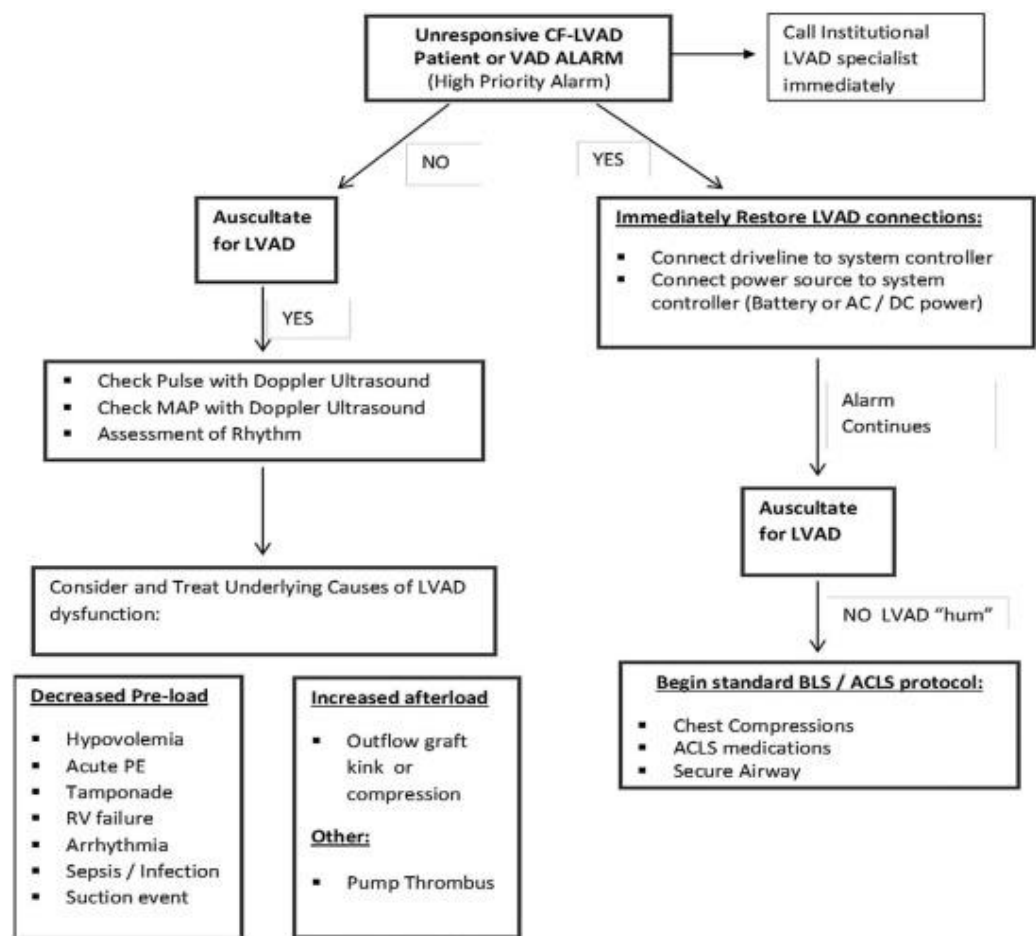 Unresponsive CF-LVAD
Patient or VAD ALARM
(High Priority Alarm)
Call Institutional
LVAD specialist
immediately
NO
YES
Auscultate
for LVAD
Immediately Restore LVAD connections:
▪ Connect driveline to system controller
▪ Connect power source to system
controller (Battery or AC / DC power)
YES
▪ Check Pulse with Doppler Ultrasound
▪ Check MAP with Doppler Ultrasound
▪ Assessment of Rhythm
Alarm
Continues
Auscultate
for LVAD
Consider and Treat Underlying Causes of LVAD
dysfunction:
NO LVAD “hum”
Decreased Pre-load
▪ Hypovolemia
▪ Acute PE
▪ Tamponade
▪ RV failure
▪ Arrhythmia
▪ Sepsis / Infection
▪ Suction event
Increased afterload
▪ Outflow graft
kink or
compression
Other:
▪ Pump Thrombus
Begin standard BLS / ACLS protocol:
▪ Chest Compressions
▪ ACLS medications
▪ Secure Airway